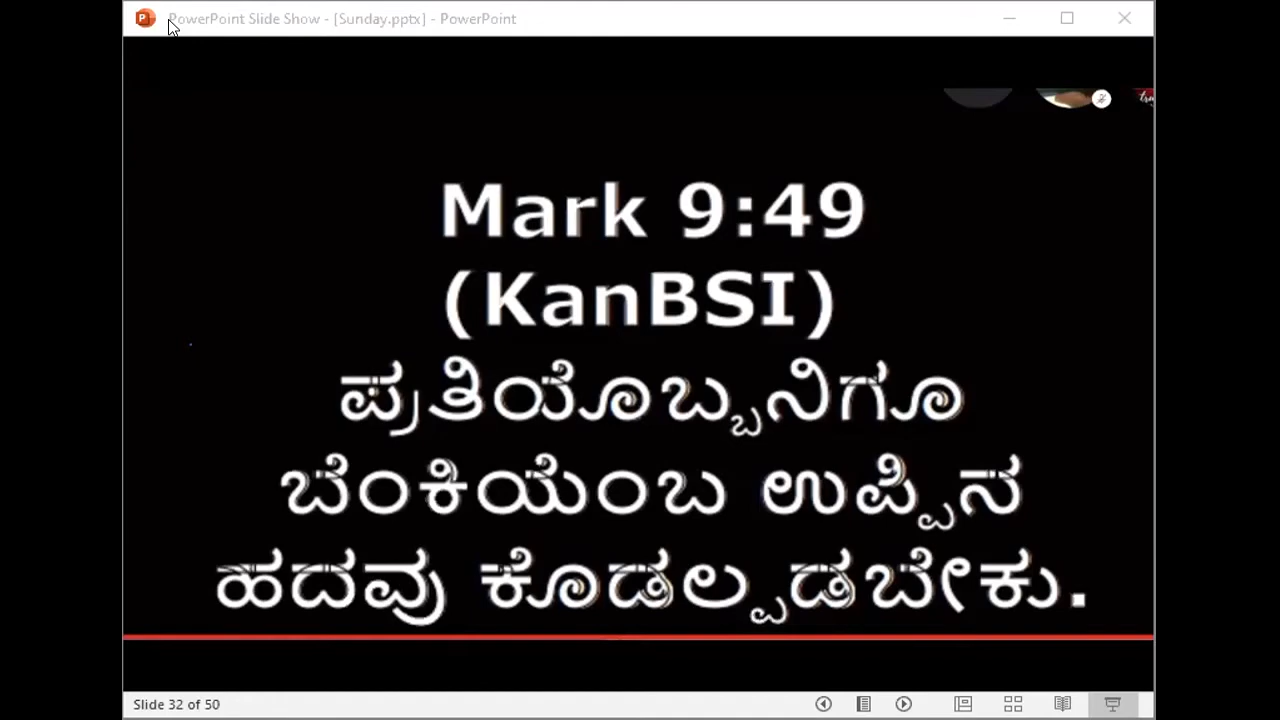 PowerPoint Slide Show - [Sunday.pptx] - PowerPoint
Mark 9:49
(KanBSI)
ಪ್ರತಿಯೊಬ್ಬನಿಗೂ
ಬೆಂಕಿಯೆಂಬ ಉಪ್ಪಿನ
ಹದವು ಕೊಡಲ್ಪಡಬೇಕು.
Slide 32 of 50